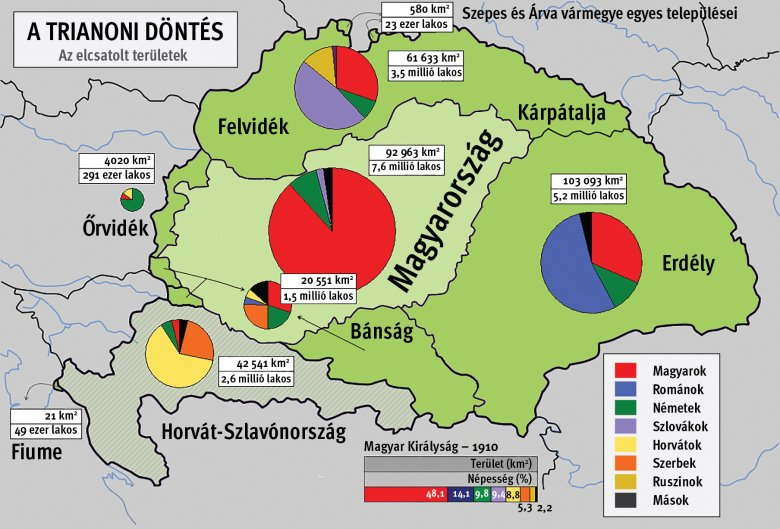 A TRIANONI DÖNTÉS
Az elcsatolt területek
580 km²
23 ezer lakos
Szepes és Árva vármegye egyes települései
61 633 km²
3,5 millió lakos
Felvidék
Kárpátalja
4020 km²
291 ezer lakos
Őrvidék
92 963 km²
7,6 millió lakos
Magyarország
103 093 km²
5,2 millió lakos
Erdély
20 551 km²
1,5 millió lakos
Bánság
42 541 km²
2,6 millió lakos
21 km²
49 ezer lakos
Fiume
Horvát-Szlavónország
Magyar Királyság – 1910
Terület (km²)
Népesség (%)
48,1 14,1 9,8 9,4 8,8
5,3 2,2
Magyarok
Románok
Németek
Szlovákok
Horvátok
Szerbek
Ruszinok
Mások